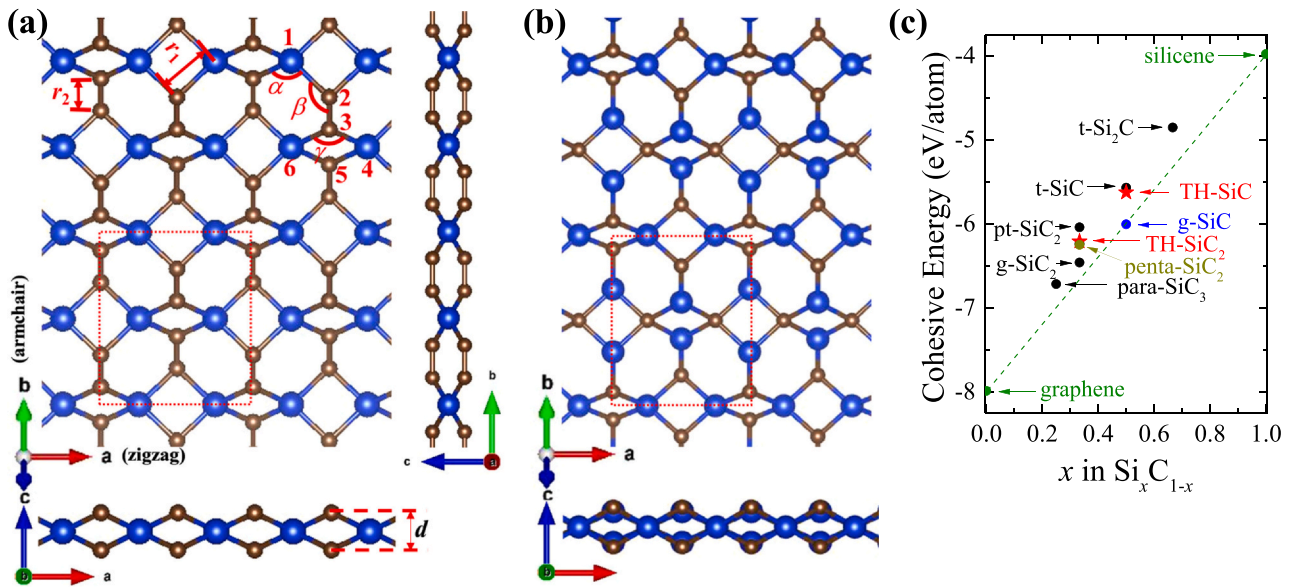 (a)
r₁
1
r₂
α
β
2
3
γ
6
5
4
(armchair)
b
a
(zigzag)
c
b
a
d
b
c
a
(b)
b
a
c
b
(c)
Cohesive Energy (eV/atom)
-4
-5
-6
-7
-8
silicene
t-Si₂C
t-SiC
TH-SiC
g-SiC
pt-SiC₂
TH-SiC₂
penta-SiC₂
g-SiC₂
para-SiC₃
graphene
0.0 0.2 0.4 0.6 0.8 1.0
x in SiₓC₁₋ₓ